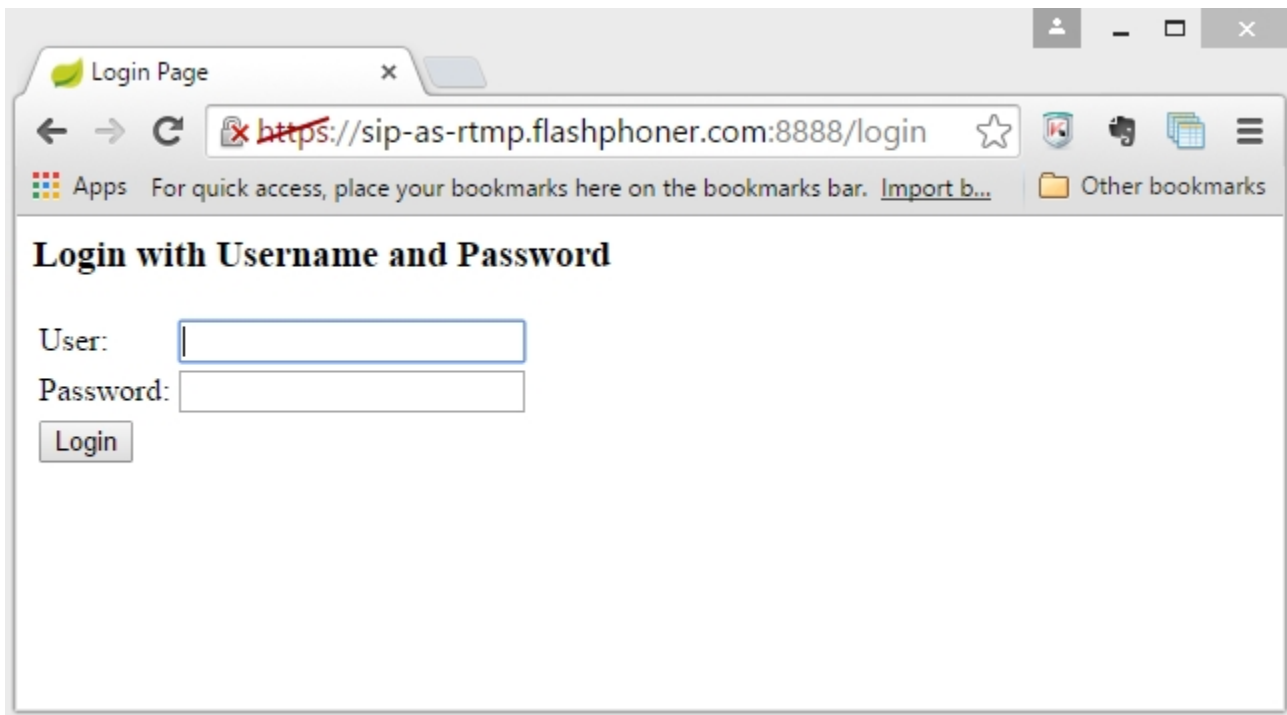 Login Page
https://sip-as-rtmp.flashphoner.com:8888/login
Apps For quick access, place your bookmarks here on the bookmarks bar. Import b... Other bookmarks
Login with Username and Password
User:
Password:
Login